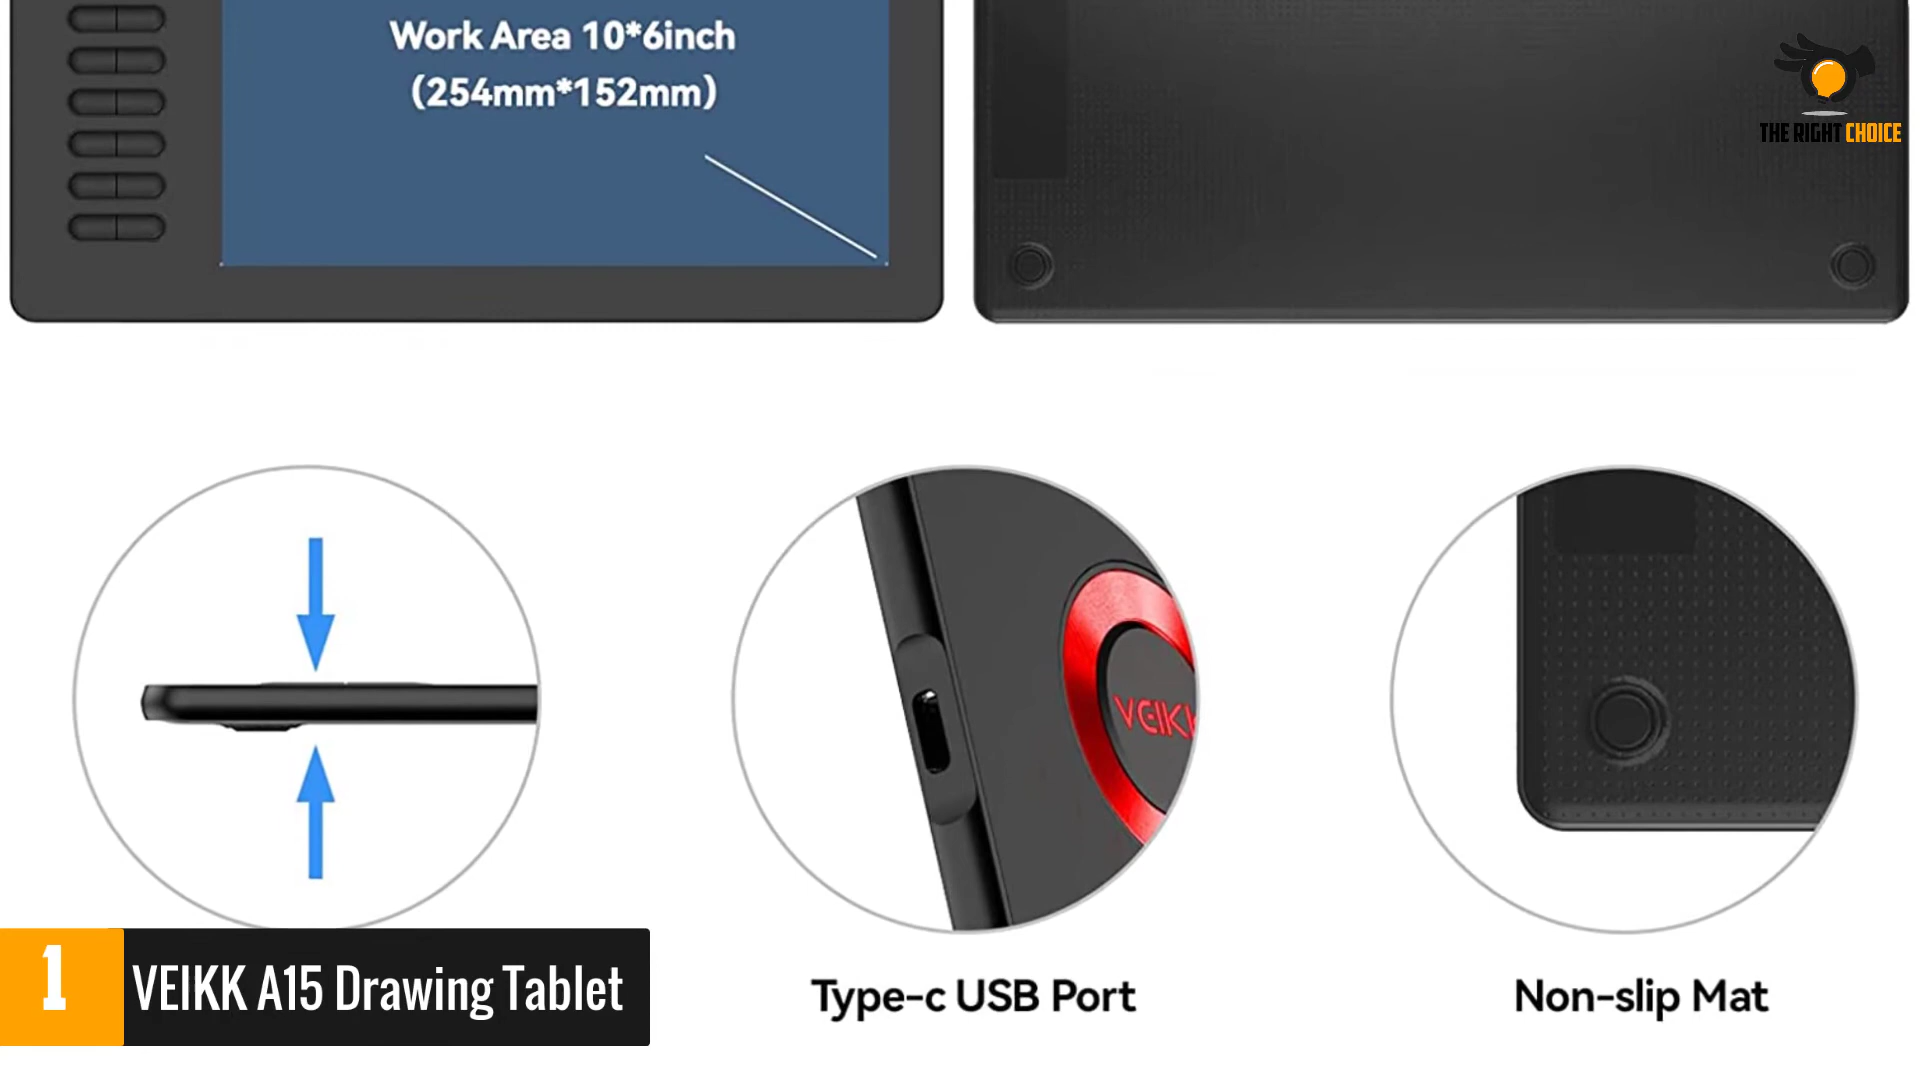 Work Area 10*6inch
(254mm*152mm)
THE RIGHT CHOICE
VEIKK
1
VEIKK A15 Drawing Tablet
Type-c USB Port
Non-slip Mat